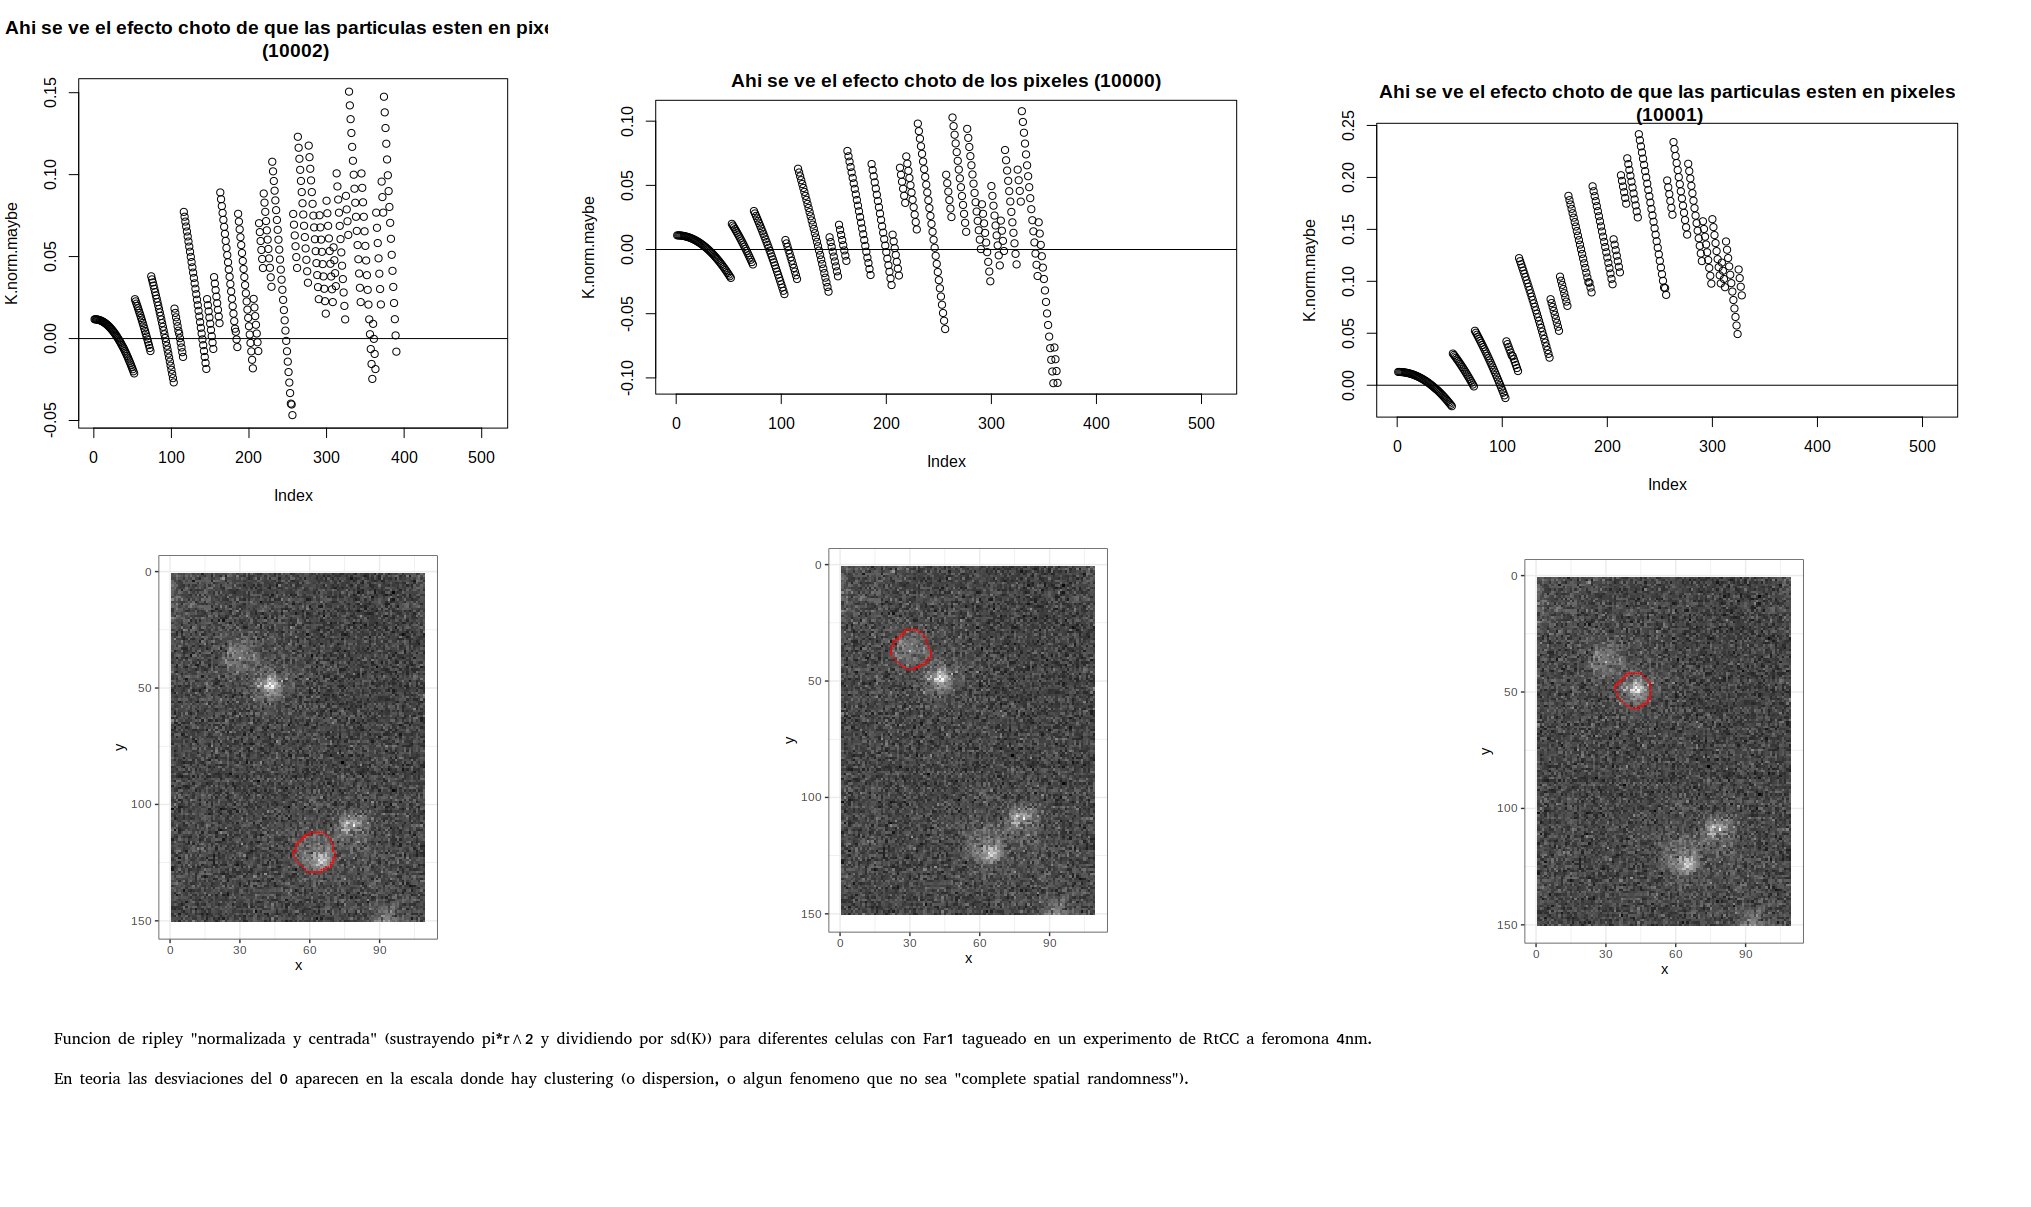 Ahi se ve el efecto choto de que las particulas esten en pixe
(10002)
K.norm.maybe
0.15
0.10
0.05
0.00
-0.05
0 100 200 300 400 500
Index
Ahi se ve el efecto choto de los pixeles (10000)
K.norm.maybe
0.10
0.05
0.00
-0.05
-0.10
0 100 200 300 400 500
Index
Ahi se ve el efecto choto de que las particulas esten en pixeles
(10001)
K.norm.maybe
0.25
0.20
0.15
0.10
0.05
0.00
0 100 200 300 400 500
Index
y
0
50
100
150
0 30 60 90
x
y
0
50
100
150
0 30 60 90
x
y
0
50
100
150
0 30 60 90
x
Funcion de ripley "normalizada y centrada" (sustrayendo pi*r^2 y dividiendo por sd(K)) para diferentes celulas con Far1 tagueado en un experimento de RtCC a feromona 4nm.
En teoria las desviaciones del 0 aparecen en la escala donde hay clustering (o dispersion, o algun fenomeno que no sea "complete spatial randomness").